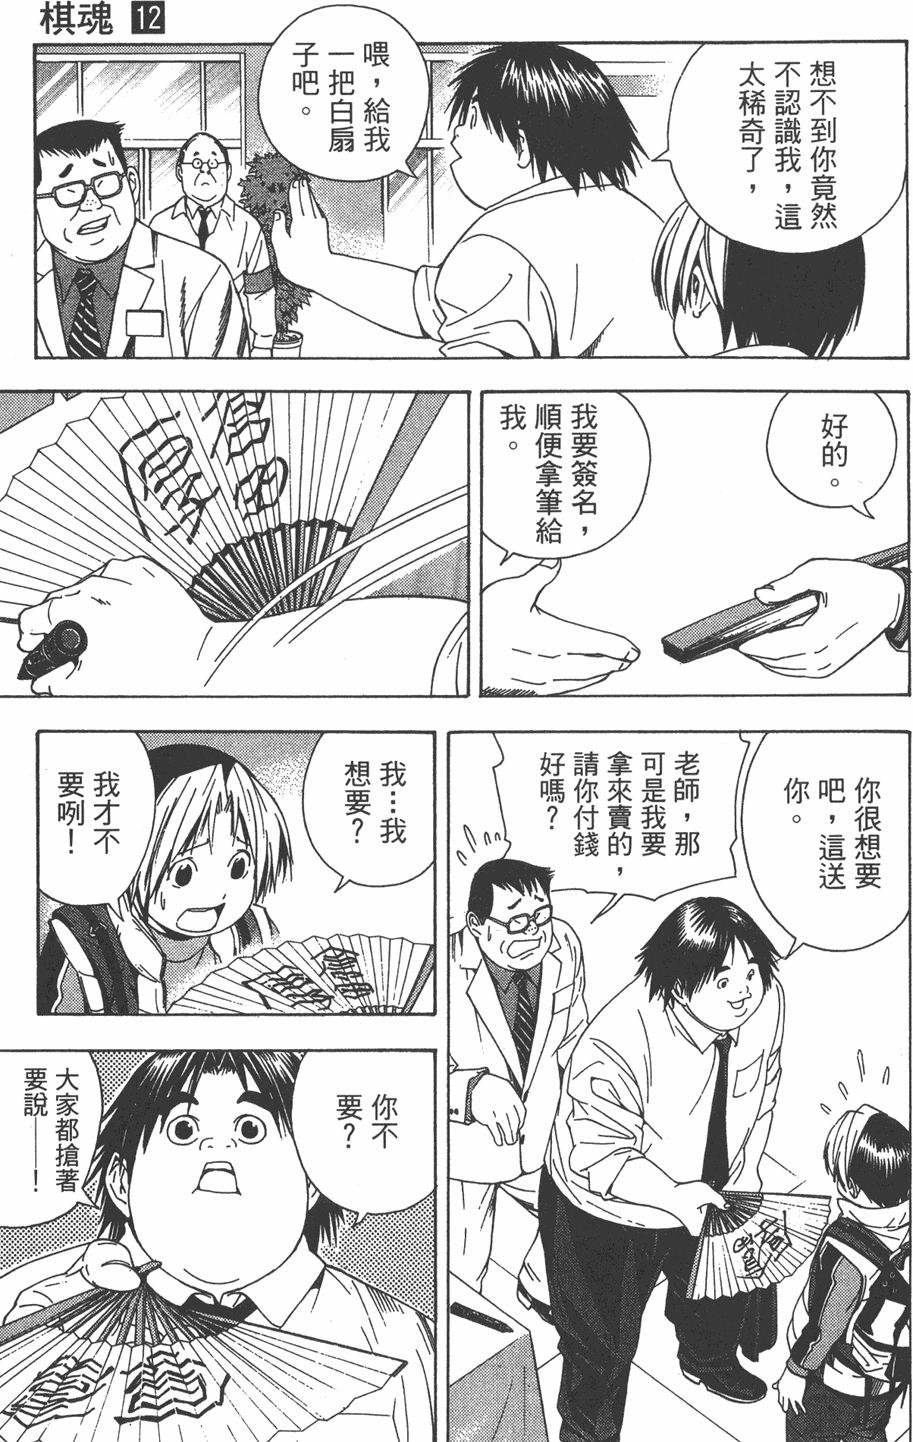 棋魂 12
想不到你竟然
不認識我，這
太稀奇了，
喂，給我
一把白扇
子吧。
好的。
我要簽名，
順便拿筆給
我。
你很想要
吧，這送
你。
老師，那
可是我要
拿來賣的，
請你付錢
好嗎？
我…我
想要？
我才不
要咧！
你不
要？
大家都搶著
要說——！